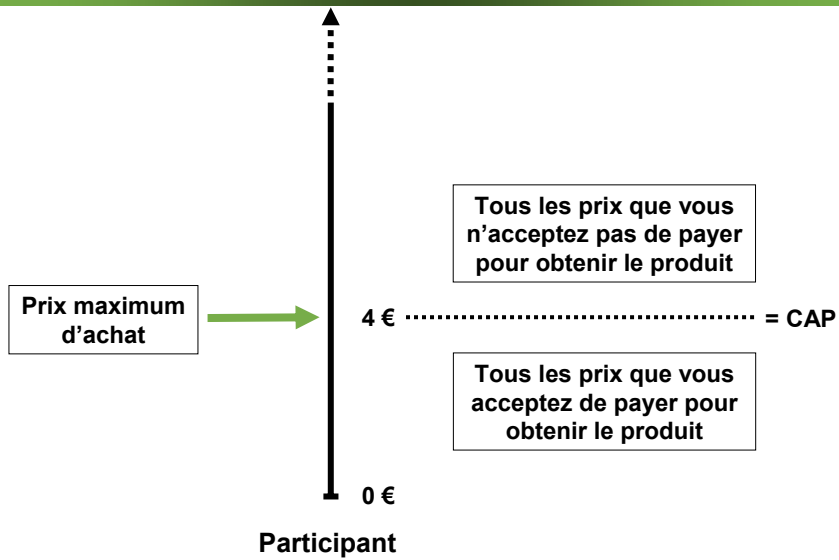 Tous les prix que vous
n’acceptez pas de payer
pour obtenir le produit
Prix maximum
d’achat
4 €
= CAP
Tous les prix que vous
acceptez de payer pour
obtenir le produit
0 €
Participant